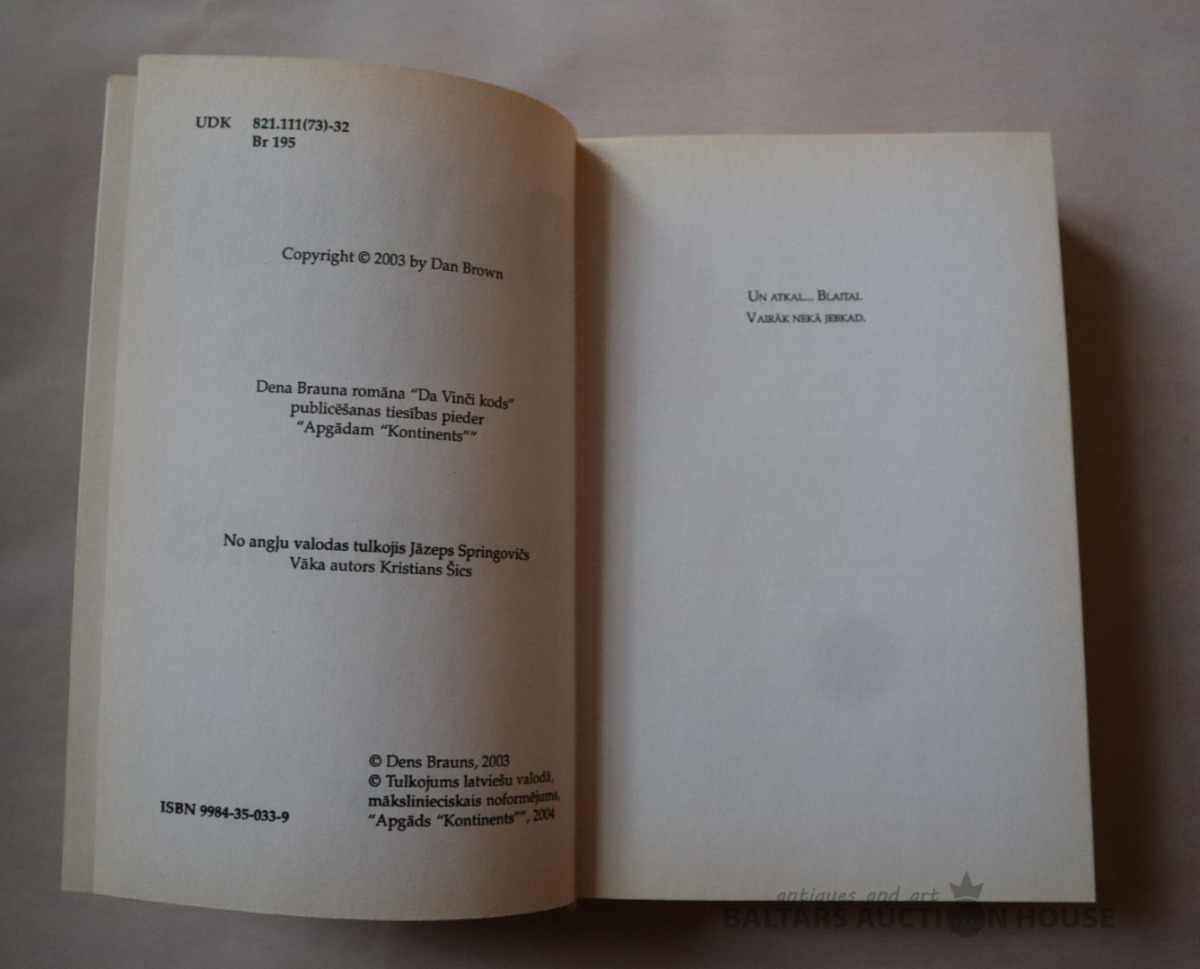 UDK 821.111(73)-32
Br 195
Copyright © 2003 by Dan Brown
Dena Brauna romāna “Da Vinči kods”
publicēšanas tiesības pieder
“Apgādam “Kontinents””
No angļu valodas tulkojis Jāzeps Springovičs
Vāka autors Kristians Šics
© Dens Brauns, 2003
© Tulkojums latviešu valodā,
mākslinieciskais noformējums,
“Apgāds “Kontinents””, 2004
ISBN 9984-35-033-9
Un atkal... Blaitai.
Vairāk nekā jebkad.
antiques and art
BALTARS AUCTION HOUSE